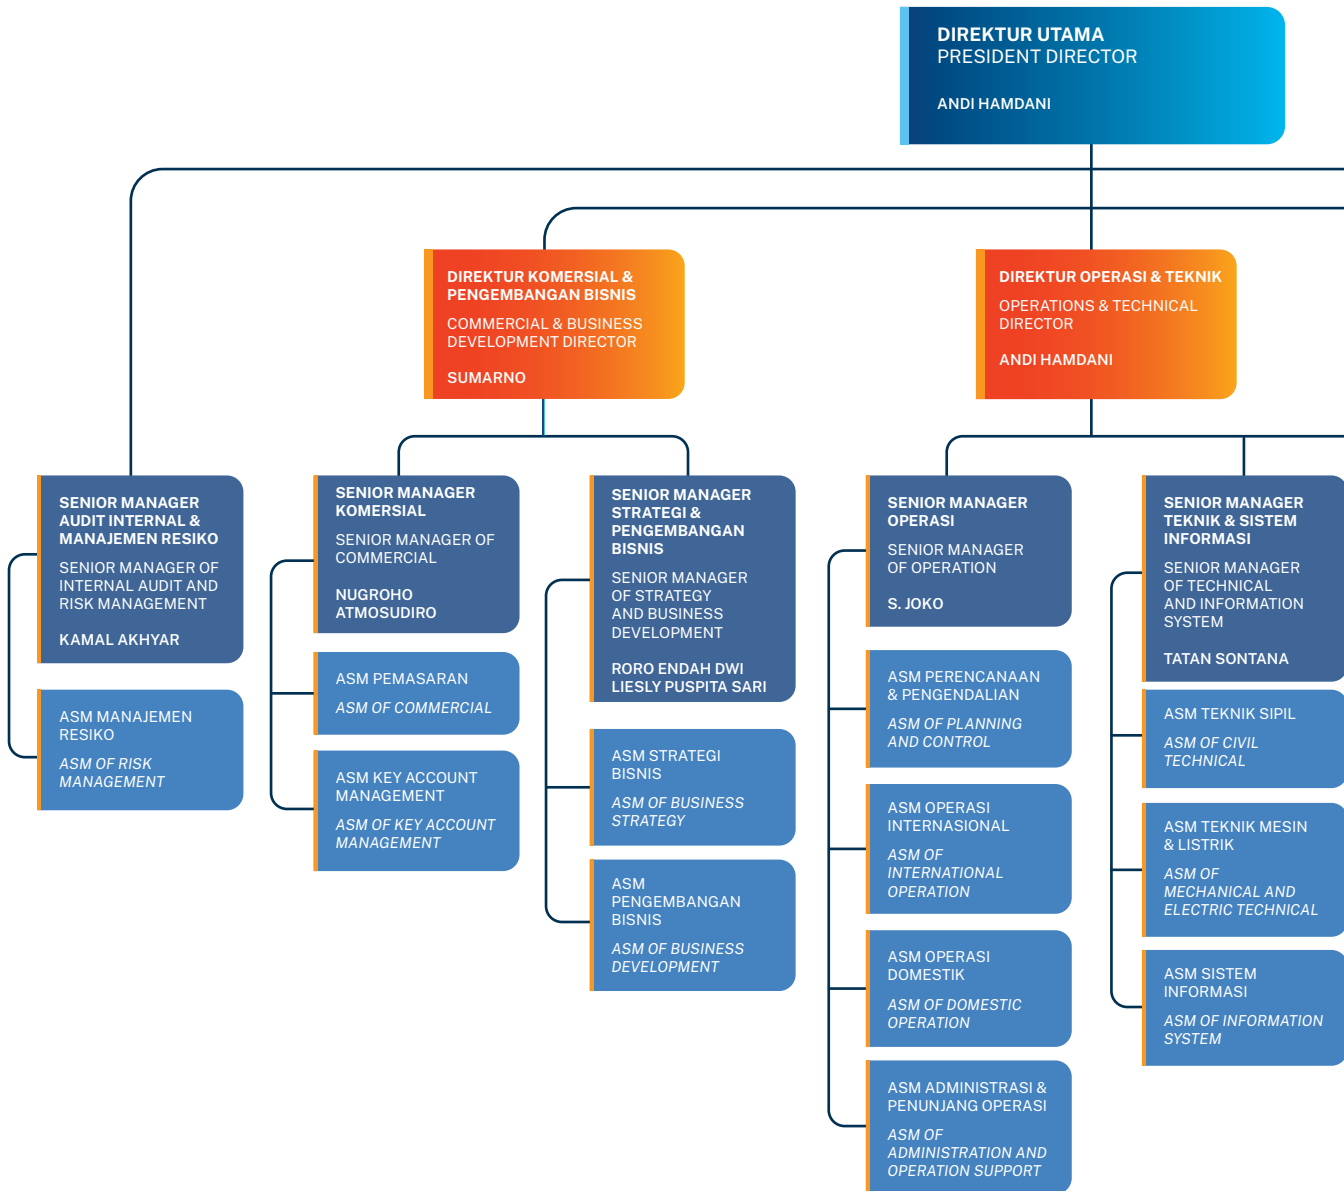 DIREKTUR UTAMA
PRESIDENT DIRECTOR
ANDI HAMDANI
DIREKTUR KOMERSIAL &
PENGEMBANGAN BISNIS
COMMERCIAL & BUSINESS
DEVELOPMENT DIRECTOR
SUMARNO
DIREKTUR OPERASI & TEKNIK
OPERATIONS & TECHNICAL
DIRECTOR
ANDI HAMDANI
SENIOR MANAGER
AUDIT INTERNAL &
MANAJEMEN RESIKO
SENIOR MANAGER OF
INTERNAL AUDIT AND
RISK MANAGEMENT
KAMAL AKHYAR
ASM MANAJEMEN
RESIKO
ASM OF RISK
MANAGEMENT
SENIOR MANAGER
KOMERSIAL
SENIOR MANAGER OF
COMMERCIAL
NUGROHO
ATMOSUDIRO
ASM PEMASARAN
ASM OF COMMERCIAL
ASM KEY ACCOUNT
MANAGEMENT
ASM OF KEY ACCOUNT
MANAGEMENT
SENIOR MANAGER
STRATEGI &
PENGEMBANGAN
BISNIS
SENIOR MANAGER
OF STRATEGY
AND BUSINESS
DEVELOPMENT
RORO ENDAH DWI
LIESLY PUSPITA SARI
ASM STRATEGI
BISNIS
ASM OF BUSINESS
STRATEGY
ASM
PENGEMBANGAN
BISNIS
ASM OF BUSINESS
DEVELOPMENT
SENIOR MANAGER
OPERASI
SENIOR MANAGER
OF OPERATION
S. JOKO
ASM PERENCANAAN
& PENGENDALIAN
ASM OF PLANNING
AND CONTROL
ASM OPERASI
INTERNASIONAL
ASM OF
INTERNATIONAL
OPERATION
ASM OPERASI
DOMESTIK
ASM OF DOMESTIC
OPERATION
ASM ADMINISTRASI &
PENUNJANG OPERASI
ASM OF
ADMINISTRATION AND
OPERATION SUPPORT
SENIOR MANAGER
TEKNIK & SISTEM
INFORMASI
SENIOR MANAGER
OF TECHNICAL
AND INFORMATION
SYSTEM
TATAN SONTANA
ASM TEKNIK SIPIL
ASM OF CIVIL
TECHNICAL
ASM TEKNIK MESIN
& LISTRIK
ASM OF
MECHANICAL AND
ELECTRIC TECHNICAL
ASM SISTEM
INFORMASI
ASM OF INFORMATION
SYSTEM